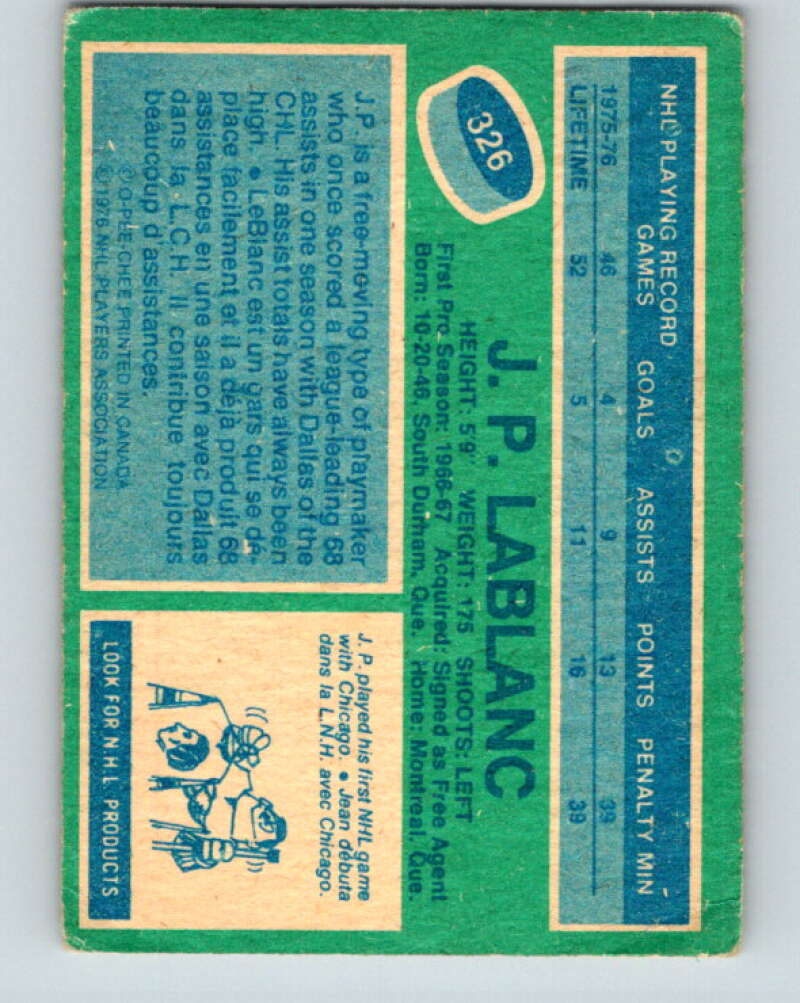 NHL PLAYING RECORD
GAMES GOALS ASSISTS POINTS PENALTY MIN
1975-76 46 4 9 13 39
LIFETIME 52 5 11 16 39
326
J. P. LABLANC
HEIGHT: 5'9" WEIGHT: 175 SHOOTS: LEFT
First Pro Season: 1966-67 Acquired: Signed as Free Agent
Born: 10-20-46, South Durham, Que. Home: Montreal, Que.
J.P. is a free-moving type of playmaker
who once scored a league-leading 68
assists in one season with Dallas of the
CHL. His assist totals have always been
high. • LeBlanc est un gars qui se dé-
place facilement et il a déjà produit 68
assistances en une saison avec Dallas
dans la L.C.H. Il contribue toujours
beaucoup d'assistances.
© O-PEE-CHEE PRINTED IN CANADA
© 1976 NHL PLAYERS ASSOCIATION
J.P. played his first NHL game
with Chicago. • Jean débuta
dans la L.N.H. avec Chicago.
LOOK FOR N.H.L. PRODUCTS